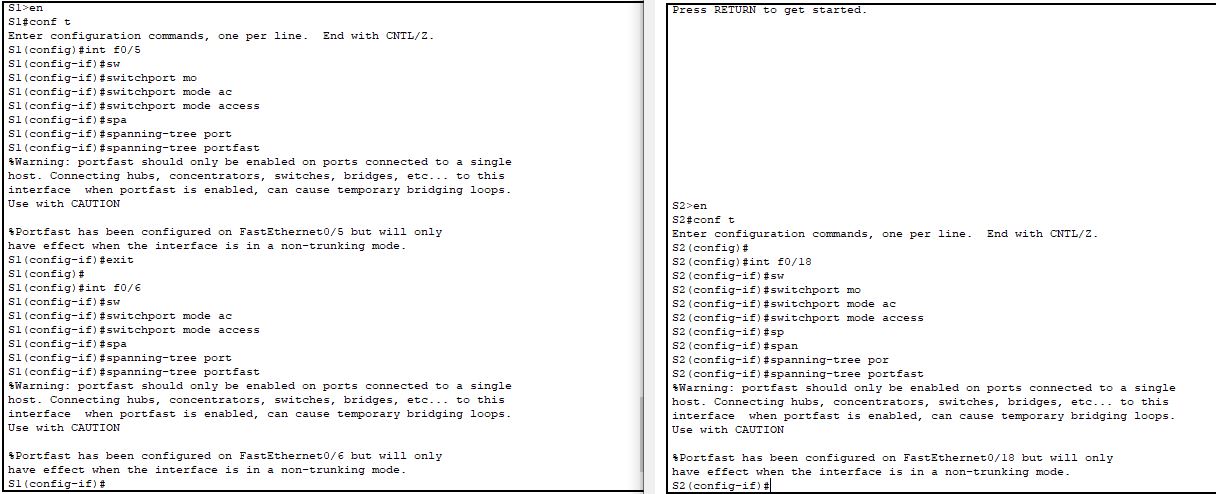 S1>en
S1#conf t
Enter configuration commands, one per line.  End with CNTL/Z.
S1(config)#int f0/5
S1(config-if)#sw
S1(config-if)#switchport mo
S1(config-if)#switchport mode ac
S1(config-if)#switchport mode access
S1(config-if)#spa
S1(config-if)#spanning-tree port
S1(config-if)#spanning-tree portfast
%Warning: portfast should only be enabled on ports connected to a single
host. Connecting hubs, concentrators, switches, bridges, etc... to this
interface  when portfast is enabled, can cause temporary bridging loops.
Use with CAUTION

%Portfast has been configured on FastEthernet0/5 but will only
have effect when the interface is in a non-trunking mode.
S1(config-if)#exit
S1(config)#
S1(config)#int f0/6
S1(config-if)#sw
S1(config-if)#switchport mode ac
S1(config-if)#switchport mode access
S1(config-if)#spa
S1(config-if)#spanning-tree port
S1(config-if)#spanning-tree portfast
%Warning: portfast should only be enabled on ports connected to a single
host. Connecting hubs, concentrators, switches, bridges, etc... to this
interface  when portfast is enabled, can cause temporary bridging loops.
Use with CAUTION

%Portfast has been configured on FastEthernet0/6 but will only
have effect when the interface is in a non-trunking mode.
S1(config-if)#
Press RETURN to get started.
S2>en
S2#conf t
Enter configuration commands, one per line.  End with CNTL/Z.
S2(config)#
S2(config)#int f0/18
S2(config-if)#sw
S2(config-if)#switchport mo
S2(config-if)#switchport mode ac
S2(config-if)#switchport mode access
S2(config-if)#sp
S2(config-if)#span
S2(config-if)#spanning-tree por
S2(config-if)#spanning-tree portfast
%Warning: portfast should only be enabled on ports connected to a single
host. Connecting hubs, concentrators, switches, bridges, etc... to this
interface  when portfast is enabled, can cause temporary bridging loops.
Use with CAUTION

%Portfast has been configured on FastEthernet0/18 but will only
have effect when the interface is in a non-trunking mode.
S2(config-if)#